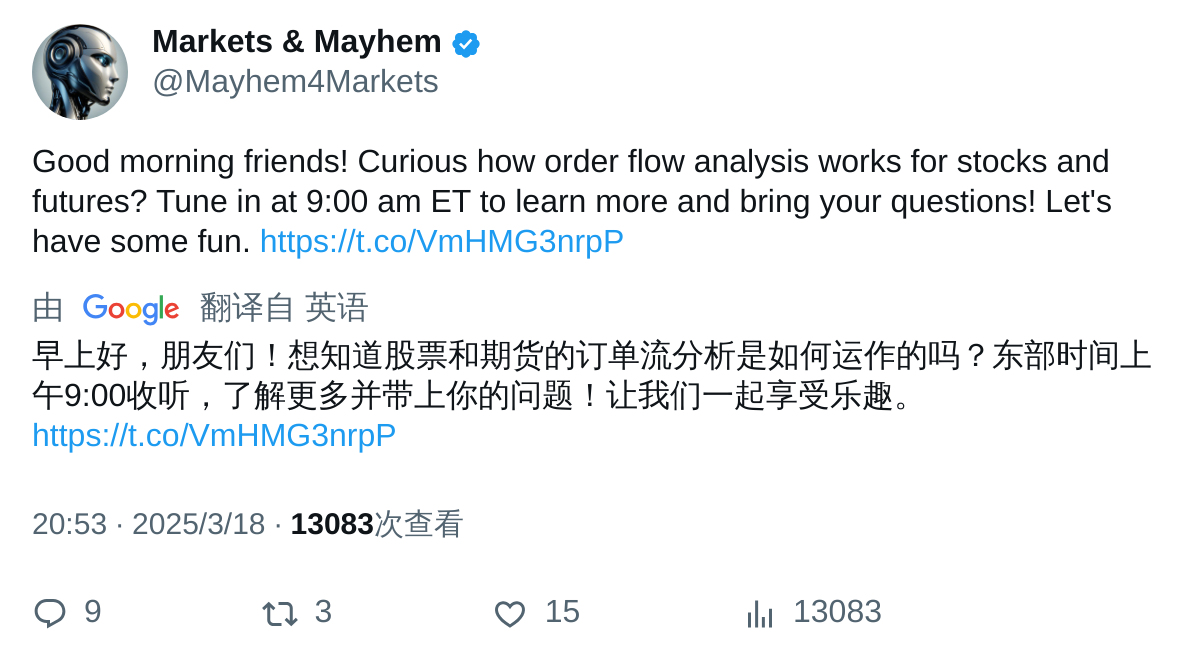 Markets & Mayhem
@Mayhem4Markets
Good morning friends! Curious how order flow analysis works for stocks and
futures? Tune in at 9:00 am ET to learn more and bring your questions! Let's
have some fun. https://t.co/VmHMG3nrpP
由 Google 翻译自 英语
早上好，朋友们！想知道股票和期货的订单流分析是如何运作的吗？东部时间上
午9:00收听，了解更多并带上你的问题！让我们一起享受乐趣。
https://t.co/VmHMG3nrpP
20:53 · 2025/3/18 · 13083次查看
9 3 15 13083